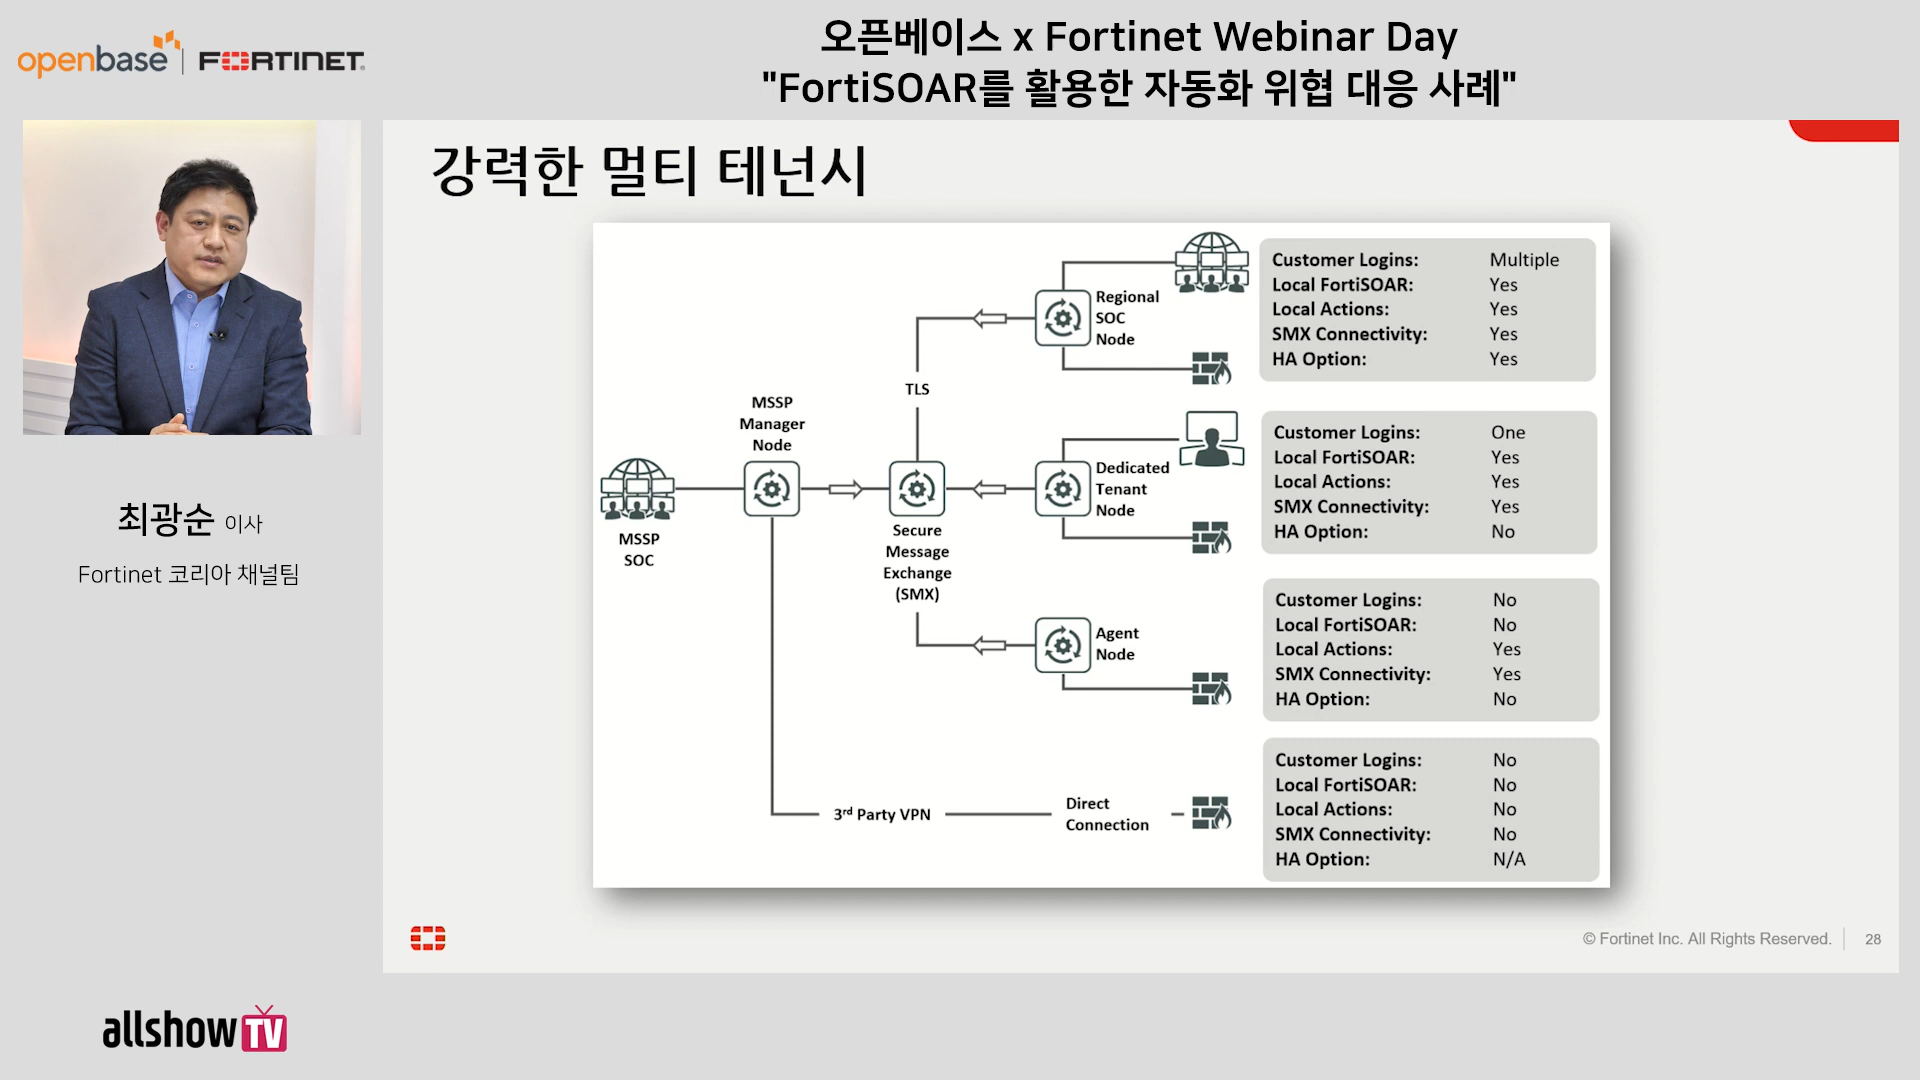 openbase | FORTINET
오픈베이스 x Fortinet Webinar Day
"FortiSOAR를 활용한 자동화 위협 대응 사례"
최광순 이사
Fortinet 코리아 채널팀
allshow TV
강력한 멀티 테넌시
MSSP
SOC
MSSP
Manager
Node
TLS
Secure
Message
Exchange
(SMX)
Regional
SOC
Node
Dedicated
Tenant
Node
Agent
Node
3rd Party VPN
Direct
Connection
Customer Logins: Multiple
Local FortiSOAR: Yes
Local Actions: Yes
SMX Connectivity: Yes
HA Option: Yes
Customer Logins: One
Local FortiSOAR: Yes
Local Actions: Yes
SMX Connectivity: Yes
HA Option: No
Customer Logins: No
Local FortiSOAR: No
Local Actions: Yes
SMX Connectivity: Yes
HA Option: No
Customer Logins: No
Local FortiSOAR: No
Local Actions: No
SMX Connectivity: No
HA Option: N/A
© Fortinet Inc. All Rights Reserved. 28